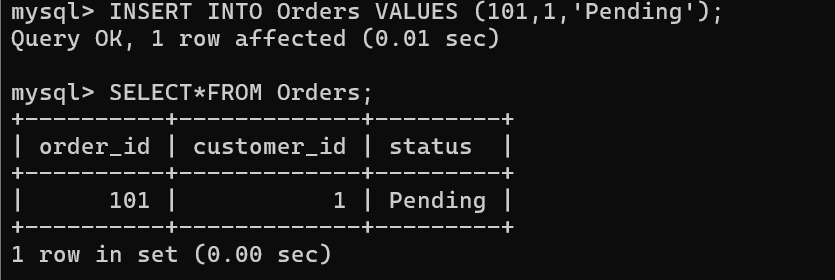 mysql> INSERT INTO Orders VALUES (101,1,'Pending');
Query OK, 1 row affected (0.01 sec)

mysql> SELECT*FROM Orders;
+----------+-------------+---------+
| order_id | customer_id | status  |
+----------+-------------+---------+
|      101 |           1 | Pending |
+----------+-------------+---------+
1 row in set (0.00 sec)